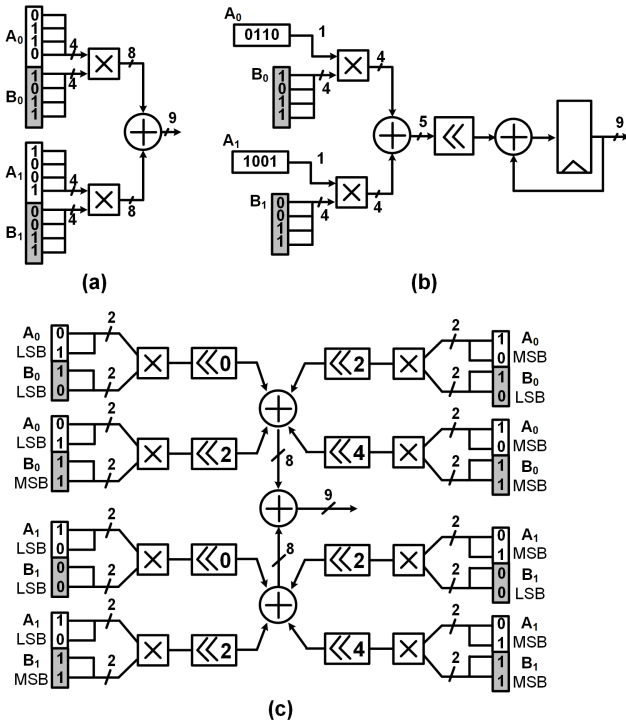 A0
0
1
1
0
4
8
B0
1
0
1
1
4
9
A1
1
0
0
1
4
8
B1
0
0
1
1
4
(a)
A0
0110
1
4
B0
1
0
1
1
4
5
9
A1
1001
1
4
B1
0
0
1
1
4
(b)
A0 0 2
LSB 1
B0 1
LSB 0 2
<<0
<<2
2 1 A0
0 MSB
2 1 B0
0 LSB
A0 0 2
LSB 1
B0 1
MSB 1 2
<<2
<<4
2 1 A0
0 MSB
2 1 B0
1 MSB
8
9
8
A1 1 2
LSB 0
B1 0
LSB 0 2
<<0
<<2
2 0 A1
1 MSB
2 0 B1
0 LSB
A1 1 2
LSB 0
B1 1
MSB 1 2
<<2
<<4
2 0 A1
1 MSB
2 1 B1
1 MSB
(c)